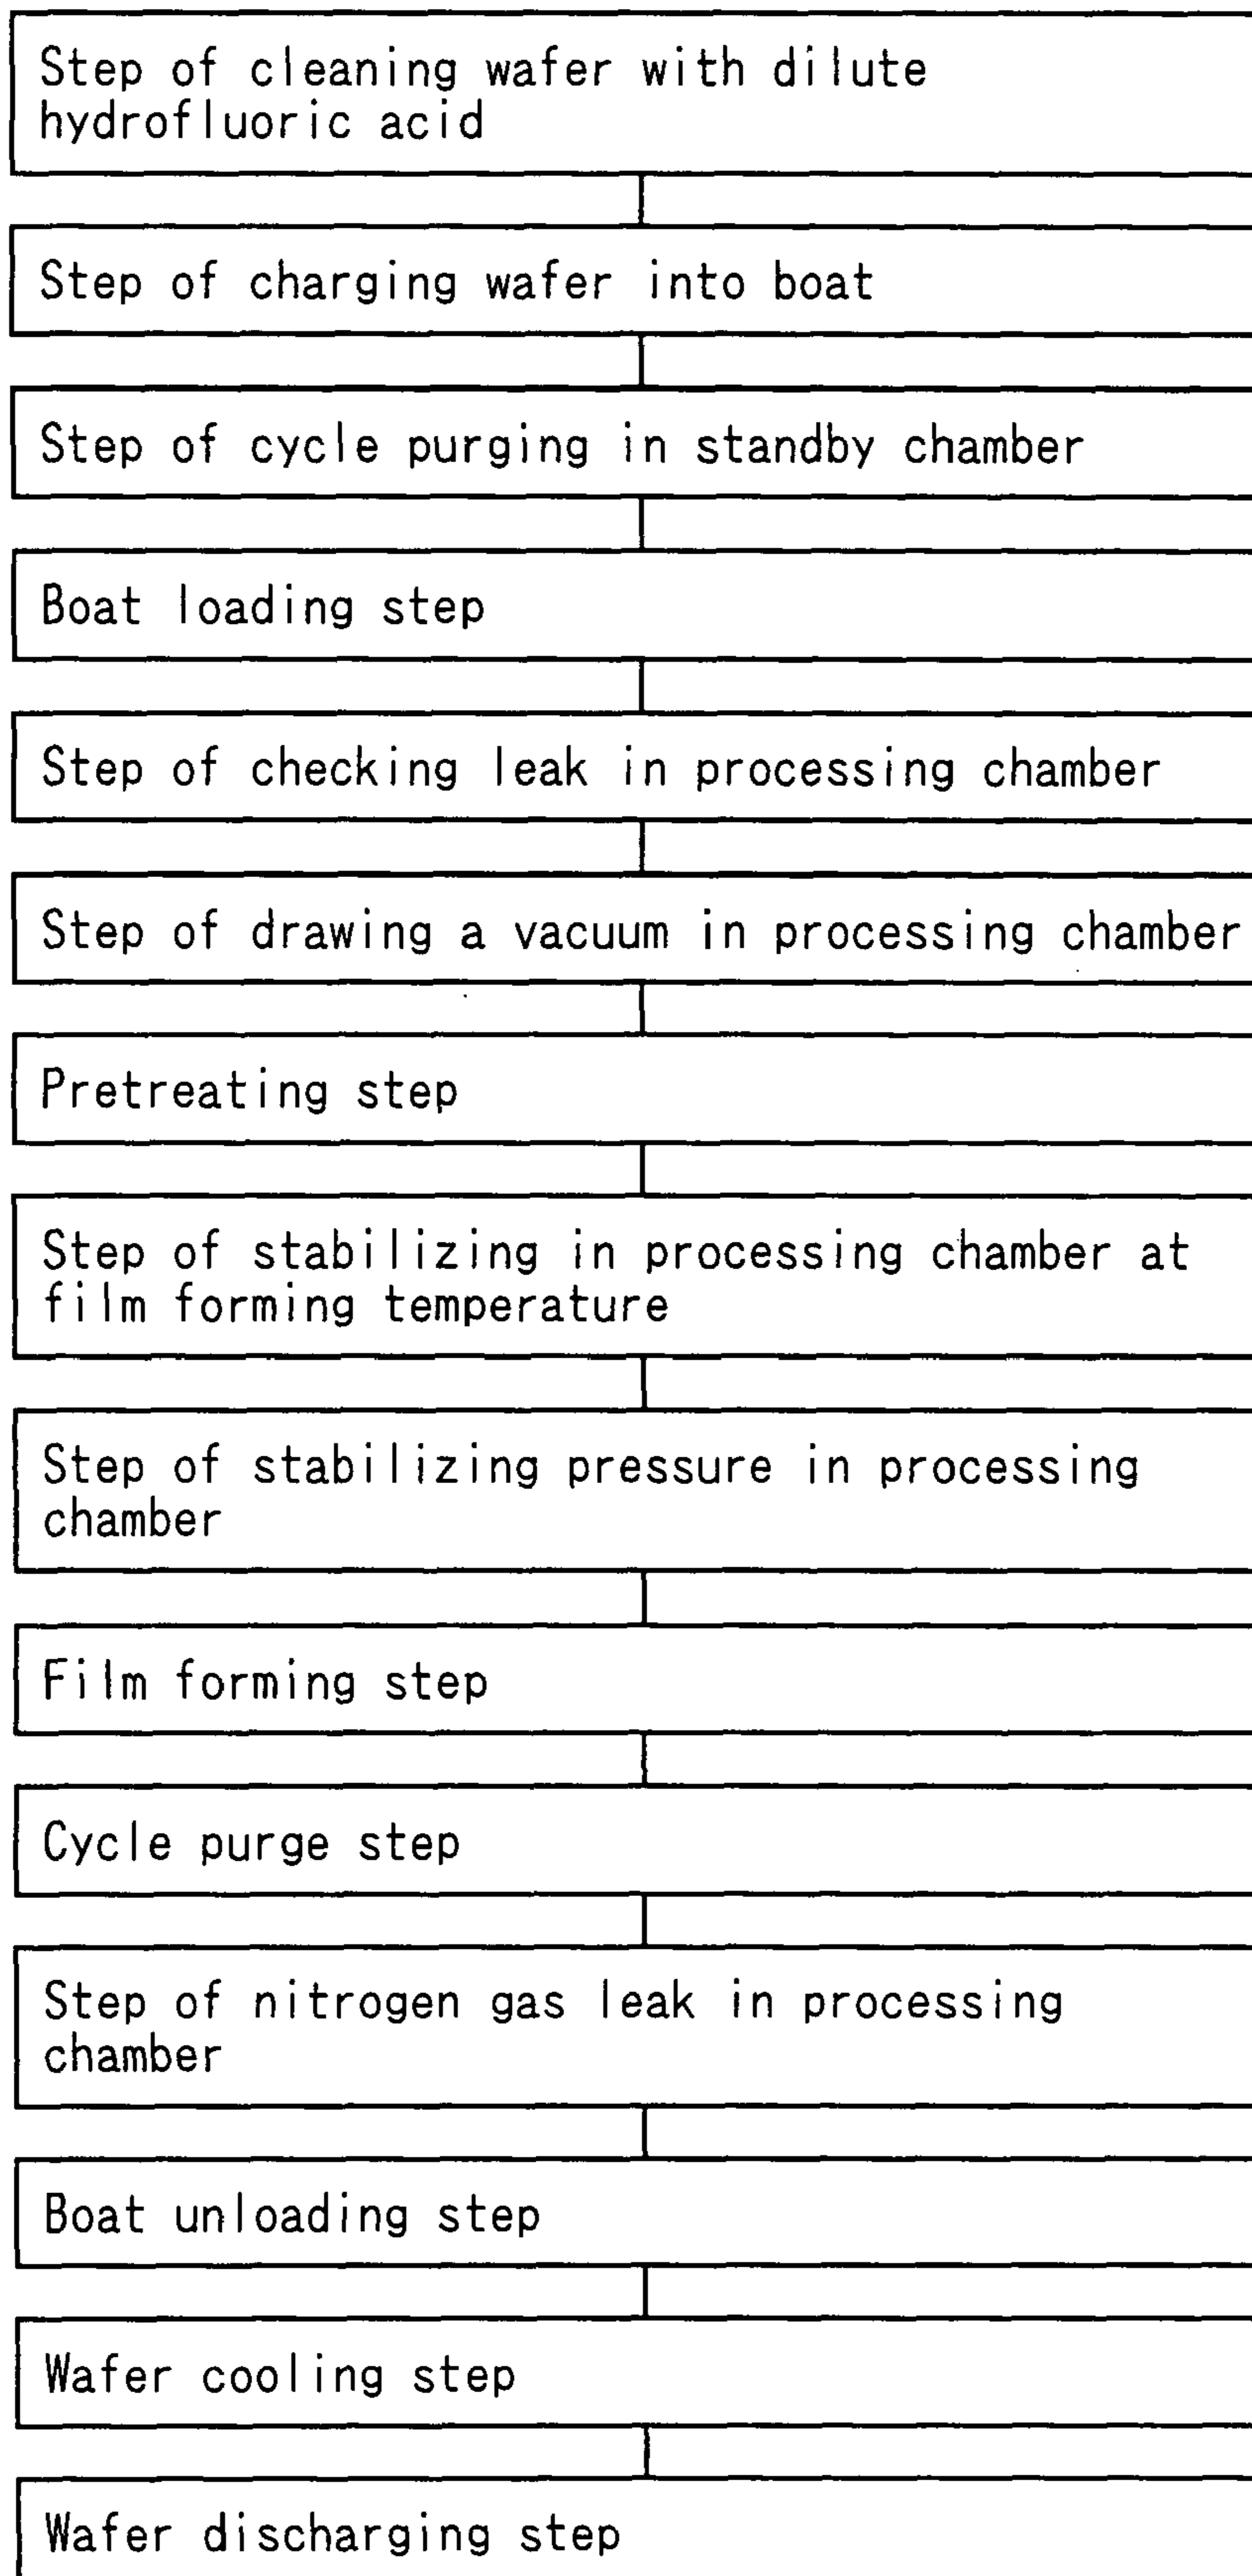 Step of cleaning wafer with dilute
hydrofluoric acid
Step of charging wafer into boat
Step of cycle purging in standby chamber
Boat loading step
Step of checking leak in processing chamber
Step of drawing a vacuum in processing chamber
Pretreating step
Step of stabilizing in processing chamber at
film forming temperature
Step of stabilizing pressure in processing
chamber
Film forming step
Cycle purge step
Step of nitrogen gas leak in processing
chamber
Boat unloading step
Wafer cooling step
Wafer discharging step